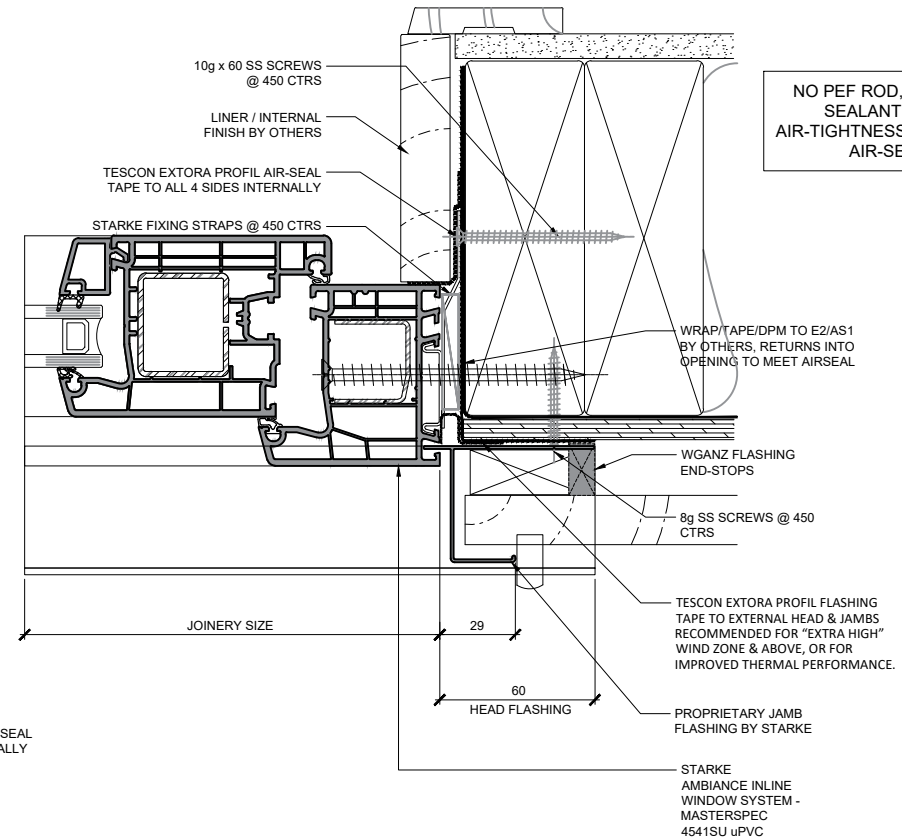 10g x 60 SS SCREWS
@ 450 CTRS
LINER / INTERNAL
FINISH BY OTHERS
TESCON EXTORA PROFIL AIR-SEAL
TAPE TO ALL 4 SIDES INTERNALLY
STARKE FIXING STRAPS @ 450 CTRS
NO PEF ROD,
SEALANT
AIR-TIGHTNESS
AIR-SE
WRAP/TAPE/DPM TO E2/AS1
BY OTHERS, RETURNS INTO
OPENING TO MEET AIRSEAL
WGANZ FLASHING
END-STOPS
8g SS SCREWS @ 450
CTRS
TESCON EXTORA PROFIL FLASHING
TAPE TO EXTERNAL HEAD & JAMBS
RECOMMENDED FOR “EXTRA HIGH”
WIND ZONE & ABOVE, OR FOR
IMPROVED THERMAL PERFORMANCE.
JOINERY SIZE
29
60
HEAD FLASHING
PROPRIETARY JAMB
FLASHING BY STARKE
SEAL
ALLY
STARKE
AMBIANCE INLINE
WINDOW SYSTEM -
MASTERSPEC
4541SU uPVC